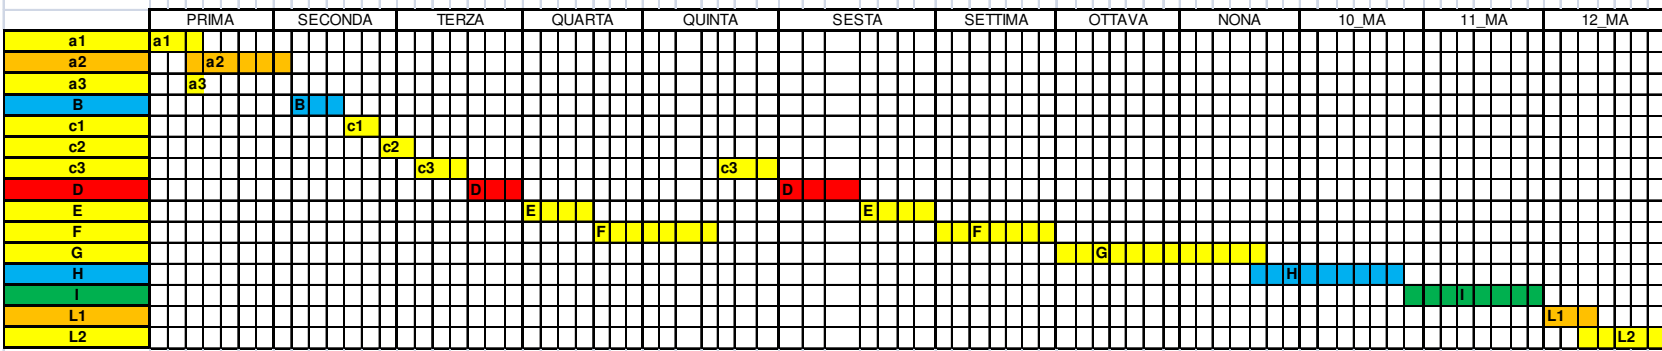 PRIMA SECONDA TERZA QUARTA QUINTA SESTA SETTIMA OTTAVA NONA 10_MA 11_MA 12_MA
a1 a1
a2 a2
a3 a3
B B
c1 c1
c2 c2
c3 c3 c3
D D D
E E E
F F F
G G
H H
I I
L1 L1
L2 L2